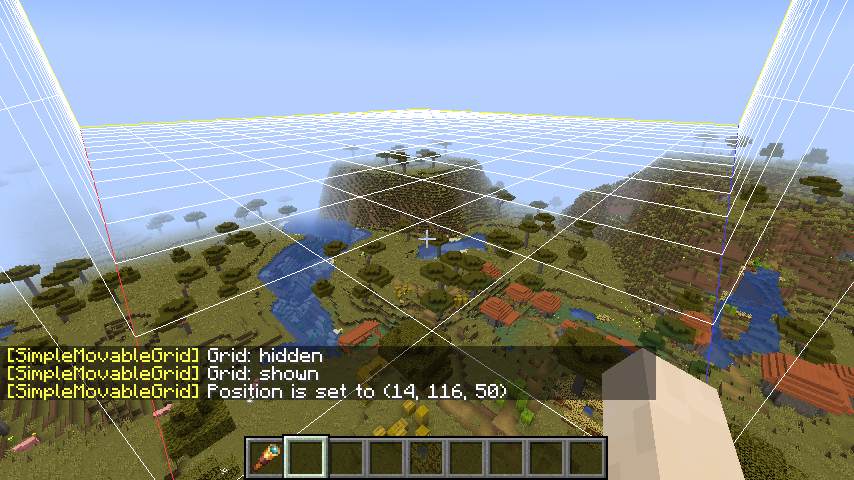 [SimpleMovableGrid] Grid: hidden
[SimpleMovableGrid] Grid: shown
[SimpleMovableGrid] Position is set to (14, 116, 50)